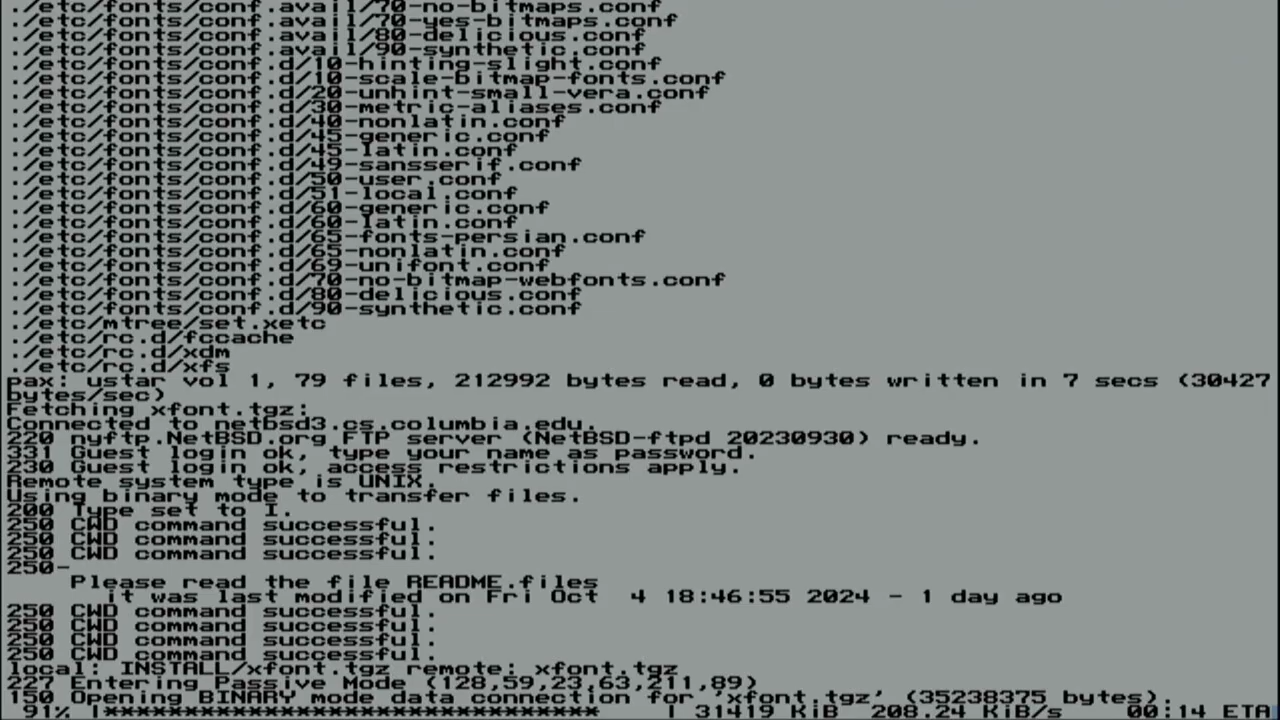 ./etc/fonts/conf.avail/70-no-bitmaps.conf
./etc/fonts/conf.avail/70-yes-bitmaps.conf
./etc/fonts/conf.avail/80-delicious.conf
./etc/fonts/conf.avail/90-synthetic.conf
./etc/fonts/conf.d/10-hinting-slight.conf
./etc/fonts/conf.d/10-scale-bitmap-fonts.conf
./etc/fonts/conf.d/20-unhint-small-vera.conf
./etc/fonts/conf.d/30-metric-aliases.conf
./etc/fonts/conf.d/40-nonlatin.conf
./etc/fonts/conf.d/45-generic.conf
./etc/fonts/conf.d/45-latin.conf
./etc/fonts/conf.d/49-sansserif.conf
./etc/fonts/conf.d/50-user.conf
./etc/fonts/conf.d/51-local.conf
./etc/fonts/conf.d/60-generic.conf
./etc/fonts/conf.d/60-latin.conf
./etc/fonts/conf.d/65-fonts-persian.conf
./etc/fonts/conf.d/65-nonlatin.conf
./etc/fonts/conf.d/69-unifont.conf
./etc/fonts/conf.d/70-no-bitmap-webfonts.conf
./etc/fonts/conf.d/80-delicious.conf
./etc/fonts/conf.d/90-synthetic.conf
./etc/mtree/set.xetc
./etc/rc.d/fccache
./etc/rc.d/xdm
./etc/rc.d/xfs
pax: ustar vol 1, 79 files, 212992 bytes read, 0 bytes written in 7 secs (30427
bytes/sec)
Fetching xfont.tgz:
Connected to netbsd3.cs.columbia.edu.
220 nyftp.NetBSD.org FTP server (NetBSD-ftpd 20230930) ready.
331 Guest login ok, type your name as password.
230 Guest login ok, access restrictions apply.
Remote system type is UNIX.
Using binary mode to transfer files.
200 Type set to I.
250 CWD command successful.
250 CWD command successful.
250 CWD command successful.
250-
    Please read the file README.files
      it was last modified on Fri Oct  4 18:46:55 2024 - 1 day ago
250 CWD command successful.
250 CWD command successful.
250 CWD command successful.
250 CWD command successful.
local: INSTALL/xfont.tgz remote: xfont.tgz
227 Entering Passive Mode (128,59,23,63,211,89)
150 Opening BINARY mode data connection for 'xfont.tgz' (35238375 bytes).
 91% |*******************************    | 31419 KiB  208.24 KiB/s    00:14 ETA